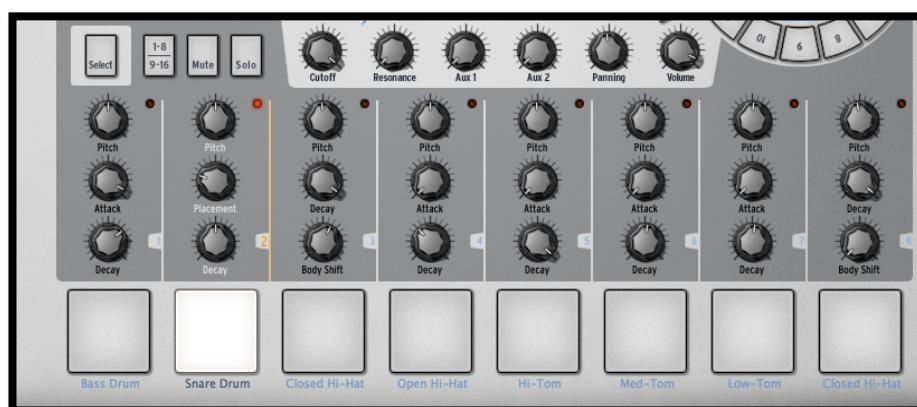 10
9
8
Select
1-8
9-16
Mute
Solo
Cutoff
Resonance
Aux 1
Aux 2
Panning
Volume
Pitch
Pitch
Pitch
Pitch
Pitch
Pitch
Pitch
Pitch
Attack
Placement
Decay
Attack
Attack
Attack
Attack
Decay
1
2
3
4
5
6
7
8
Decay
Decay
Body Shift
Decay
Decay
Decay
Decay
Body Shift
Bass Drum
Snare Drum
Closed Hi-Hat
Open Hi-Hat
Hi-Tom
Med-Tom
Low-Tom
Closed Hi-Hat